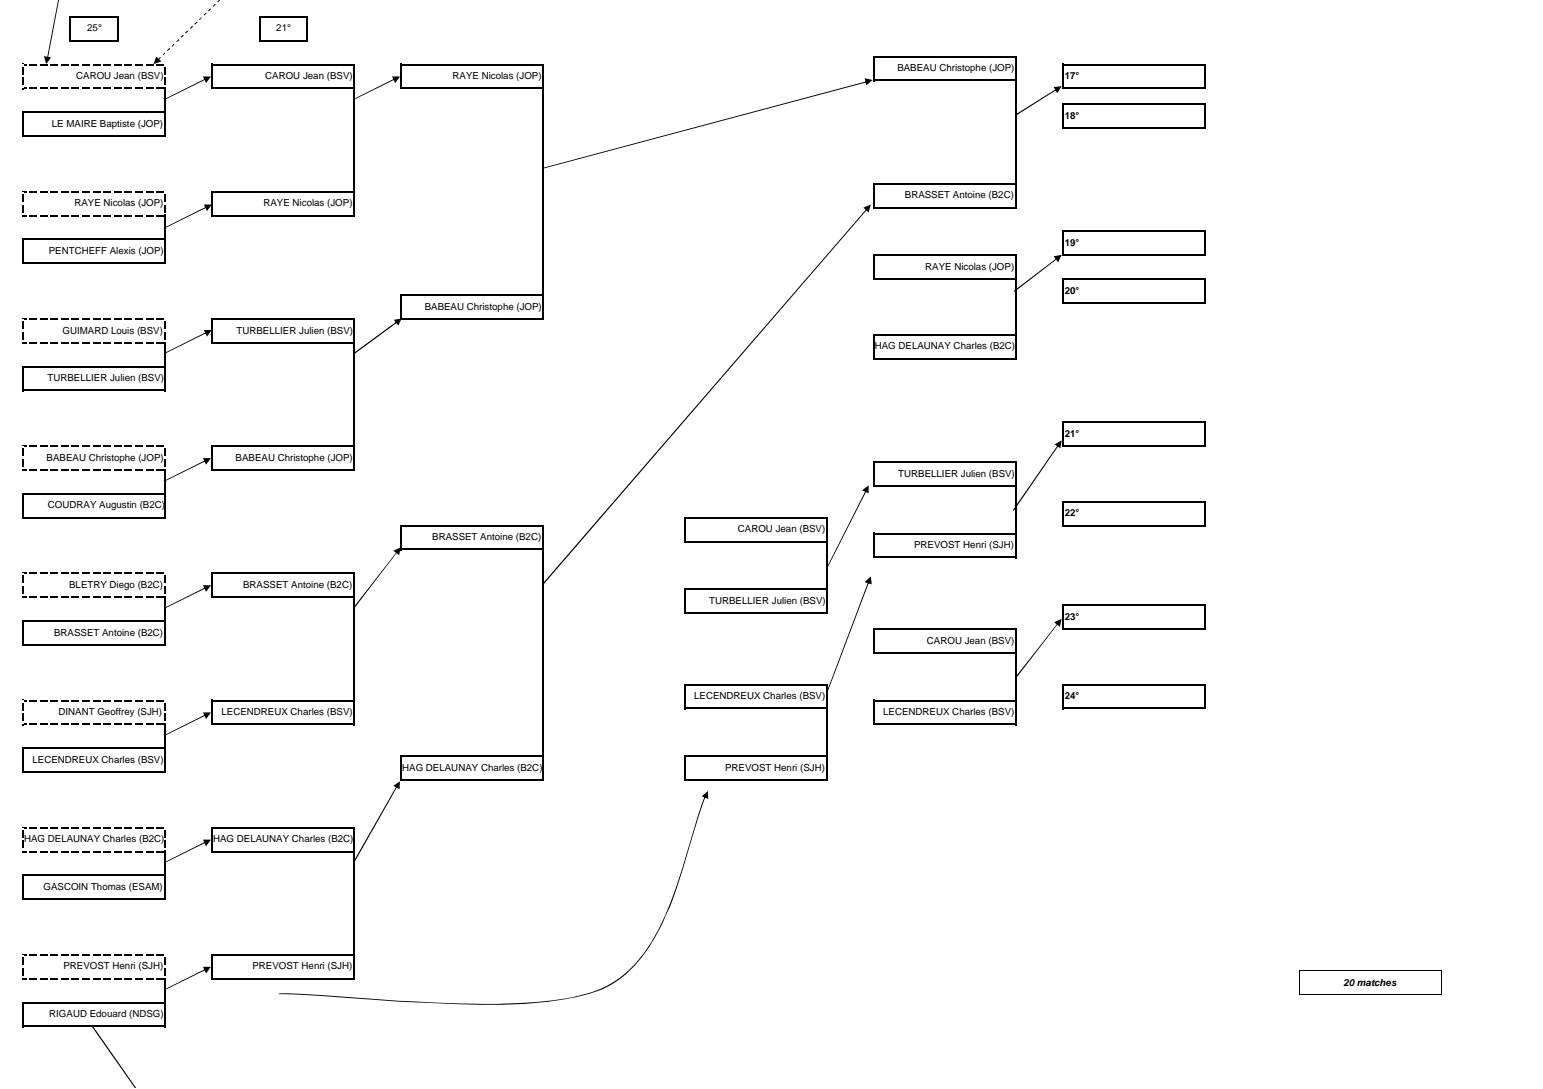 25°
21°
CAROU Jean (BSV)
LE MAIRE Baptiste (JOP)
RAYE Nicolas (JOP)
PENTCHEFF Alexis (JOP)
GUIMARD Louis (BSV)
TURBELLIER Julien (BSV)
BABEAU Christophe (JOP)
COUDRAY Augustin (B2C)
BLETRY Diego (B2C)
BRASSET Antoine (B2C)
DINANT Geoffrey (SJH)
LECENDREUX Charles (BSV)
HAG DELAUNAY Charles (B2C)
GASCOIN Thomas (ESAM)
PREVOST Henri (SJH)
RIGAUD Edouard (NDSG)
CAROU Jean (BSV)
RAYE Nicolas (JOP)
TURBELLIER Julien (BSV)
BABEAU Christophe (JOP)
BRASSET Antoine (B2C)
LECENDREUX Charles (BSV)
HAG DELAUNAY Charles (B2C)
PREVOST Henri (SJH)
RAYE Nicolas (JOP)
BABEAU Christophe (JOP)
BRASSET Antoine (B2C)
HAG DELAUNAY Charles (B2C)
CAROU Jean (BSV)
TURBELLIER Julien (BSV)
LECENDREUX Charles (BSV)
PREVOST Henri (SJH)
BABEAU Christophe (JOP)
BRASSET Antoine (B2C)
RAYE Nicolas (JOP)
HAG DELAUNAY Charles (B2C)
TURBELLIER Julien (BSV)
PREVOST Henri (SJH)
CAROU Jean (BSV)
LECENDREUX Charles (BSV)
17°
18°
19°
20°
21°
22°
23°
24°
20 matches